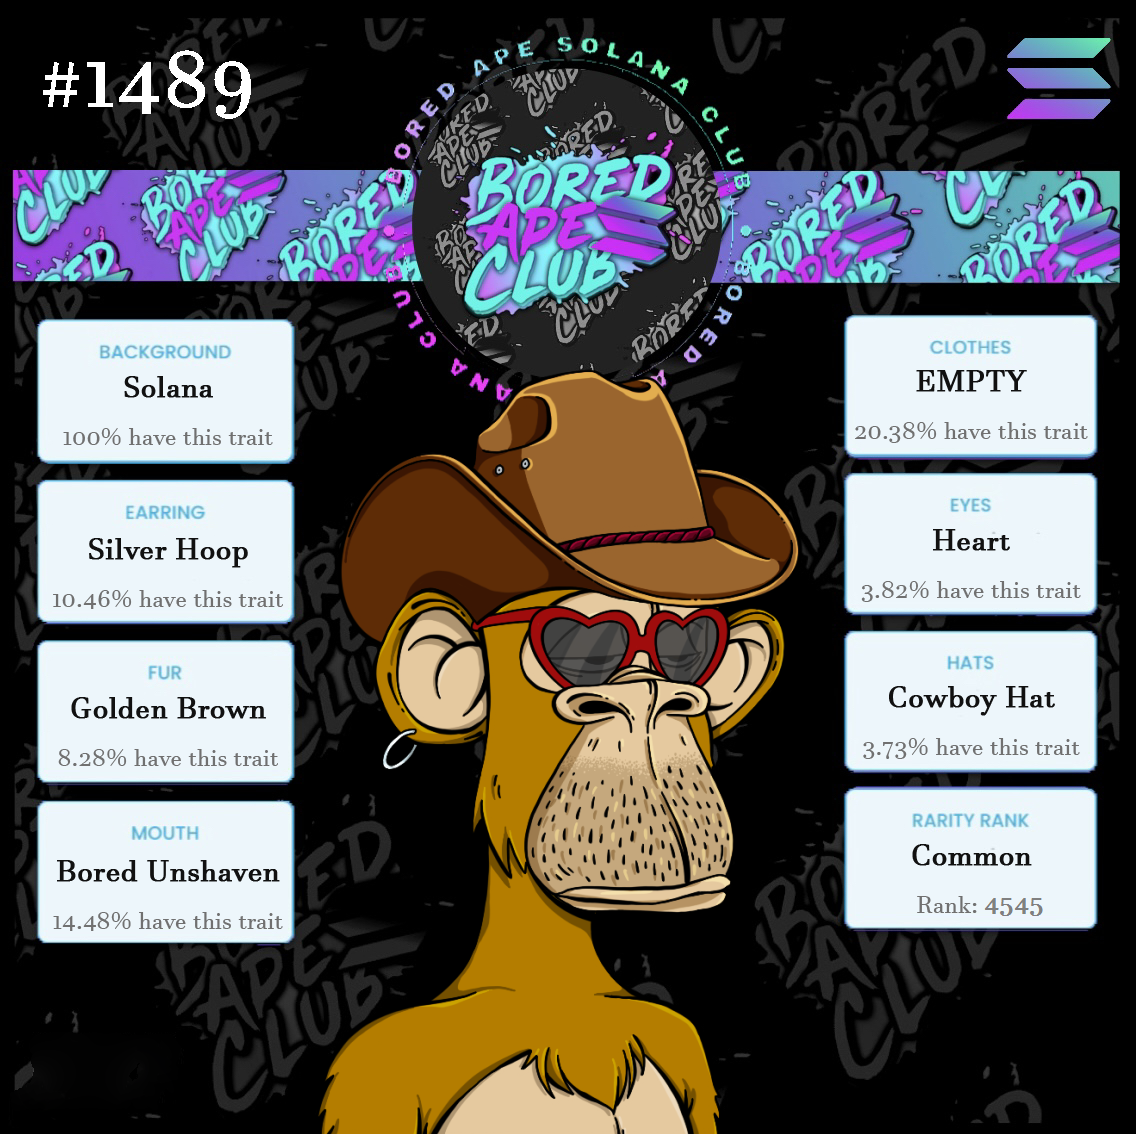 #1489
BORED APE SOLANA CLUB
BORED
APE
CLUB
BACKGROUND
Solana
100% have this trait
EARRING
Silver Hoop
10.46% have this trait
FUR
Golden Brown
8.28% have this trait
MOUTH
Bored Unshaven
14.48% have this trait
CLOTHES
EMPTY
20.38% have this trait
EYES
Heart
3.82% have this trait
HATS
Cowboy Hat
3.73% have this trait
RARITY RANK
Common
Rank: 4545